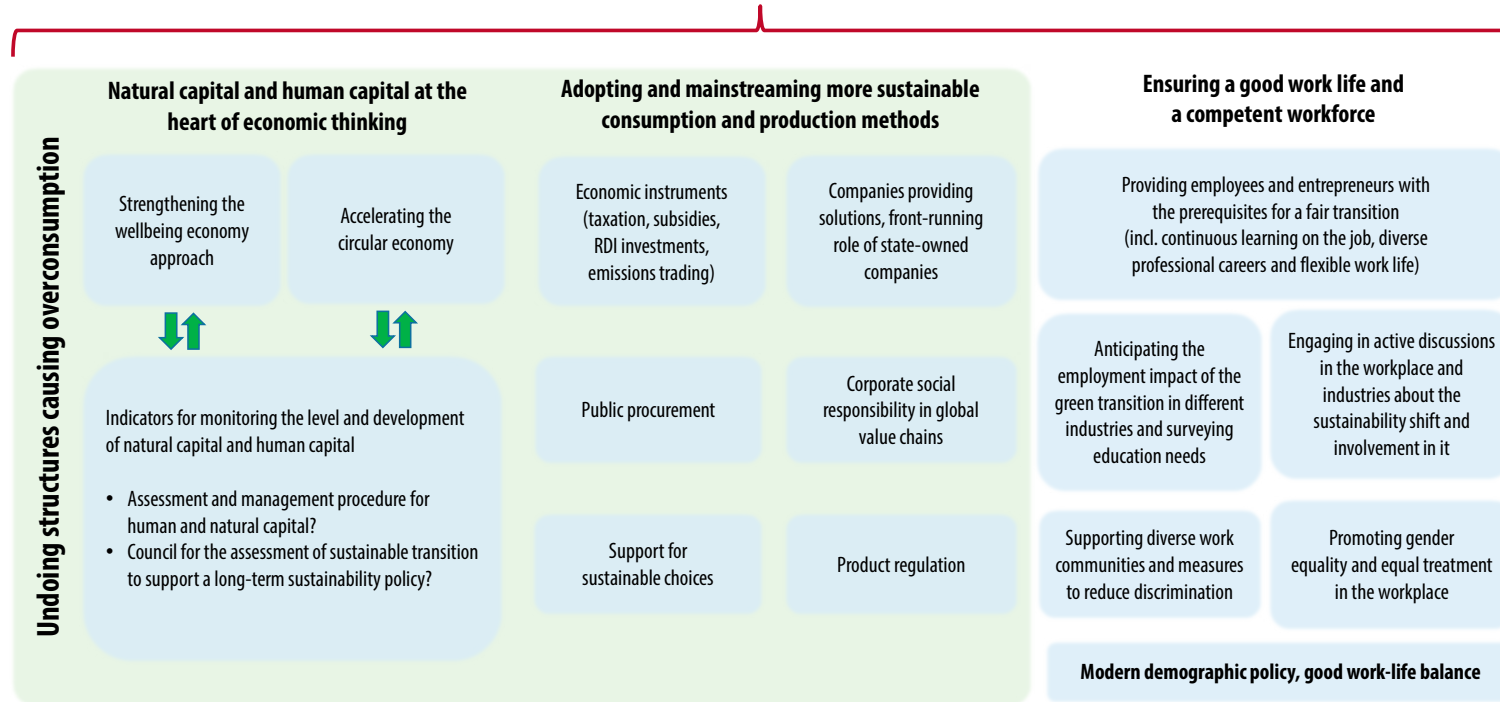 Undoing structures causing overconsumption
Natural capital and human capital at the
heart of economic thinking
Strengthening the
wellbeing economy
approach
Accelerating the
circular economy
Indicators for monitoring the level and development
of natural capital and human capital
• Assessment and management procedure for
human and natural capital?
• Council for the assessment of sustainable transition
to support a long-term sustainability policy?
Adopting and mainstreaming more sustainable
consumption and production methods
Economic instruments
(taxation, subsidies,
RDI investments,
emissions trading)
Companies providing
solutions, front-running
role of state-owned
companies
Public procurement
Corporate social
responsibility in global
value chains
Support for
sustainable choices
Product regulation
Ensuring a good work life and
a competent workforce
Providing employees and entrepreneurs with
the prerequisites for a fair transition
(incl. continuous learning on the job, diverse
professional careers and flexible work life)
Anticipating the
employment impact of the
green transition in different
industries and surveying
education needs
Engaging in active discussions
in the workplace and
industries about the
sustainability shift and
involvement in it
Supporting diverse work
communities and measures
to reduce discrimination
Promoting gender
equality and equal treatment
in the workplace
Modern demographic policy, good work-life balance